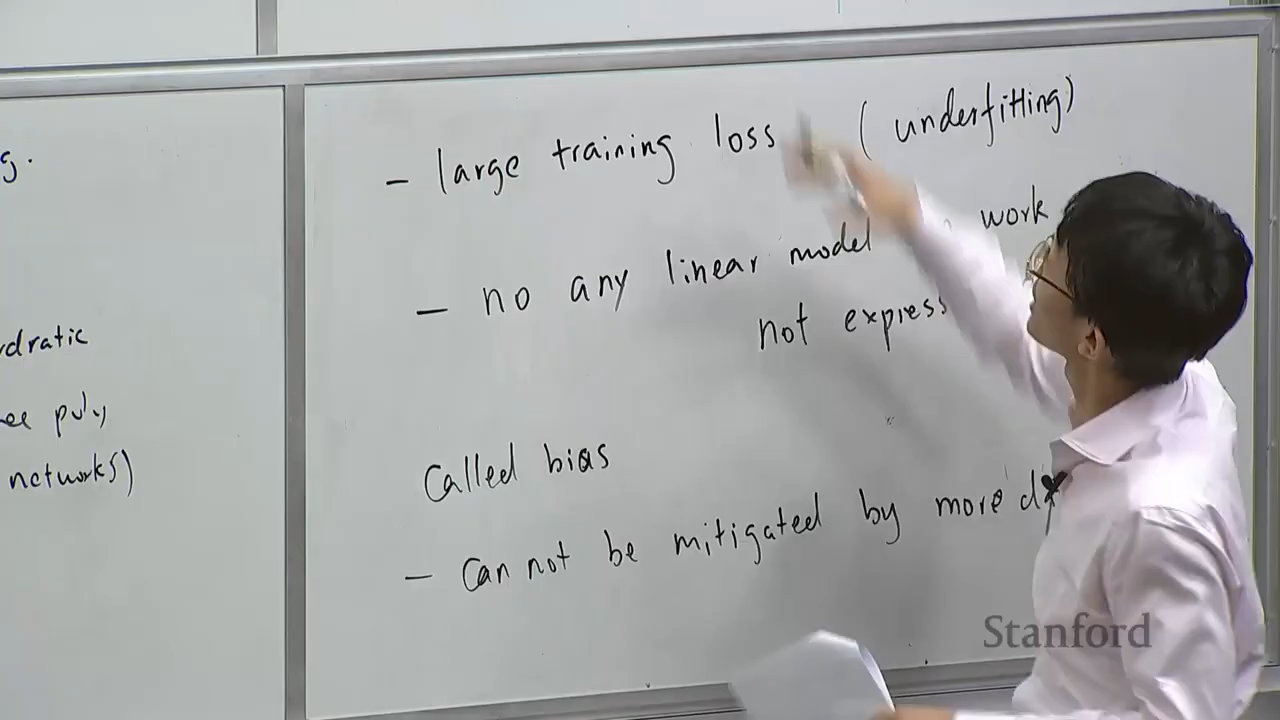 g.
dratic
ee poly
networks)
- large training loss (underfitting)
- no any linear model work
not express
Called bias
- Can not be mitigated by more
Stanford